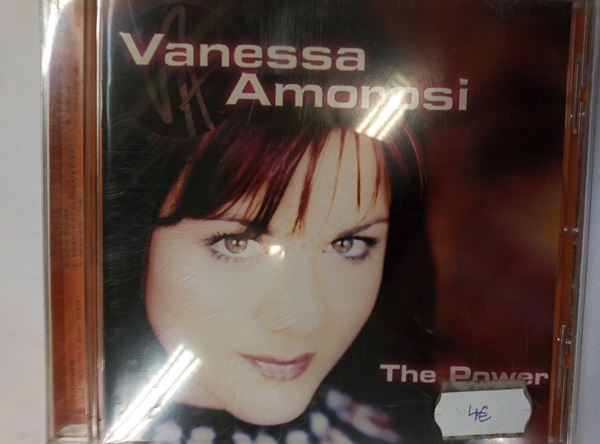 Vanessa
Amorosi
The Power
4€